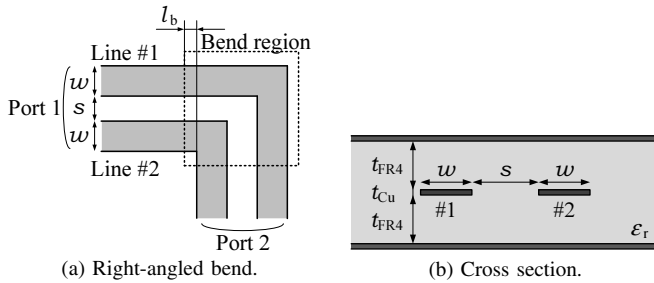 l_b
Bend region
Line #1
w
Port 1
s
w
Line #2
Port 2
(a) Right-angled bend.
t_FR4
w
s
w
t_Cu
#1
#2
t_FR4
ε_r
(b) Cross section.